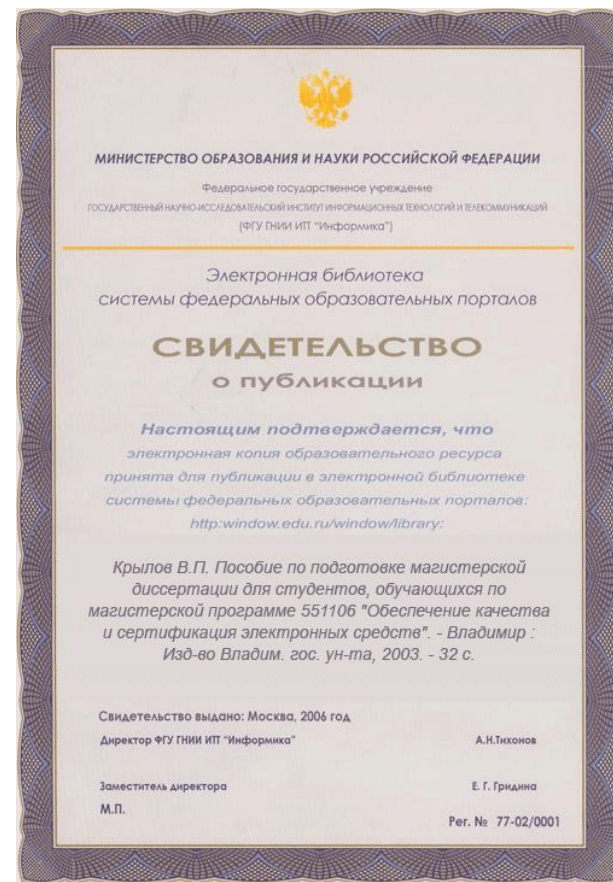 МИНИСТЕРСТВО ОБРАЗОВАНИЯ И НАУКИ РОССИЙСКОЙ ФЕДЕРАЦИИ
Федеральное государственное учреждение
ГОСУДАРСТВЕННЫЙ НАУЧНО-ИССЛЕДОВАТЕЛЬСКИЙ ИНСТИТУТ ИНФОРМАЦИОННЫХ ТЕХНОЛОГИЙ И ТЕЛЕКОММУНИКАЦИЙ
(ФГУ ГНИИ ИТТ "Информика")
Электронная библиотека
системы федеральных образовательных порталов
СВИДЕТЕЛЬСТВО
о публикации
Настоящим подтверждается, что
электронная копия образовательного ресурса
принята для публикации в электронной библиотеке
системы федеральных образовательных порталов:
http:window.edu.ru/window/library:
Крылов В.П. Пособие по подготовке магистерской
диссертации для студентов, обучающихся по
магистерской программе 551106 "Обеспечение качества
и сертификация электронных средств". - Владимир :
Изд-во Владим. гос. ун-та, 2003. - 32 с.
Свидетельство выдано: Москва, 2006 год
Директор ФГУ ГНИИ ИТТ "Информика" А.Н.Тихонов
Заместитель директора Е. Г. Гридина
М.П.
Рег. № 77-02/0001